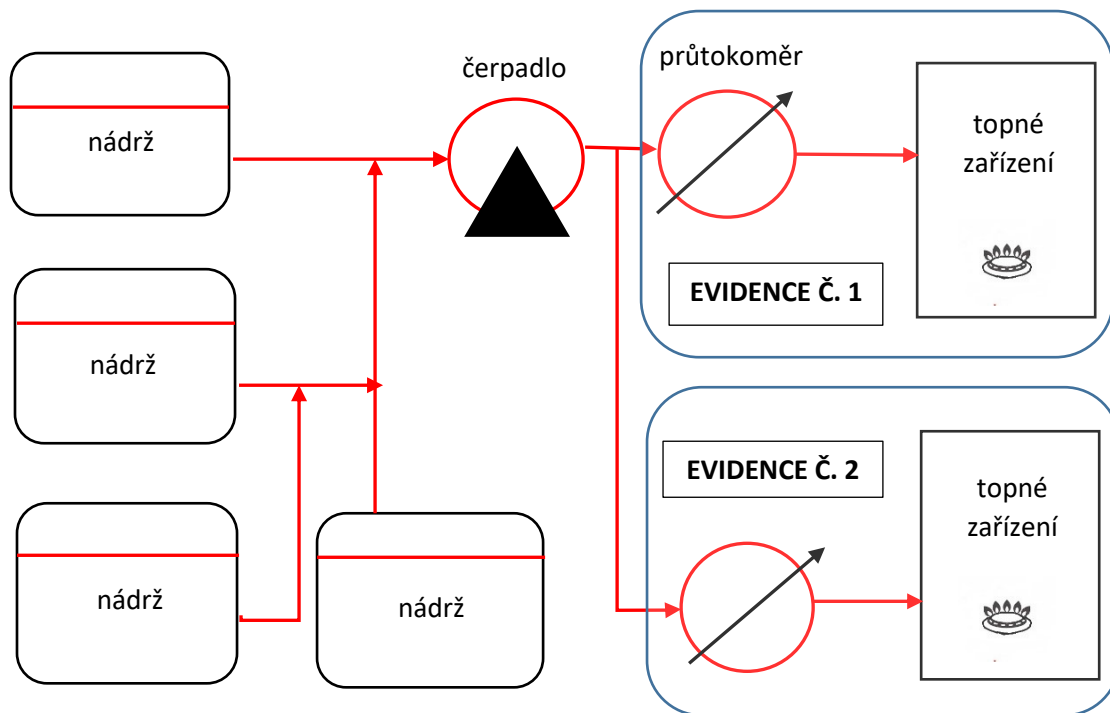 nádrž
čerpadlo
průtokoměr
topné
zařízení
EVIDENCE Č. 1
nádrž
EVIDENCE Č. 2
topné
zařízení
nádrž
nádrž